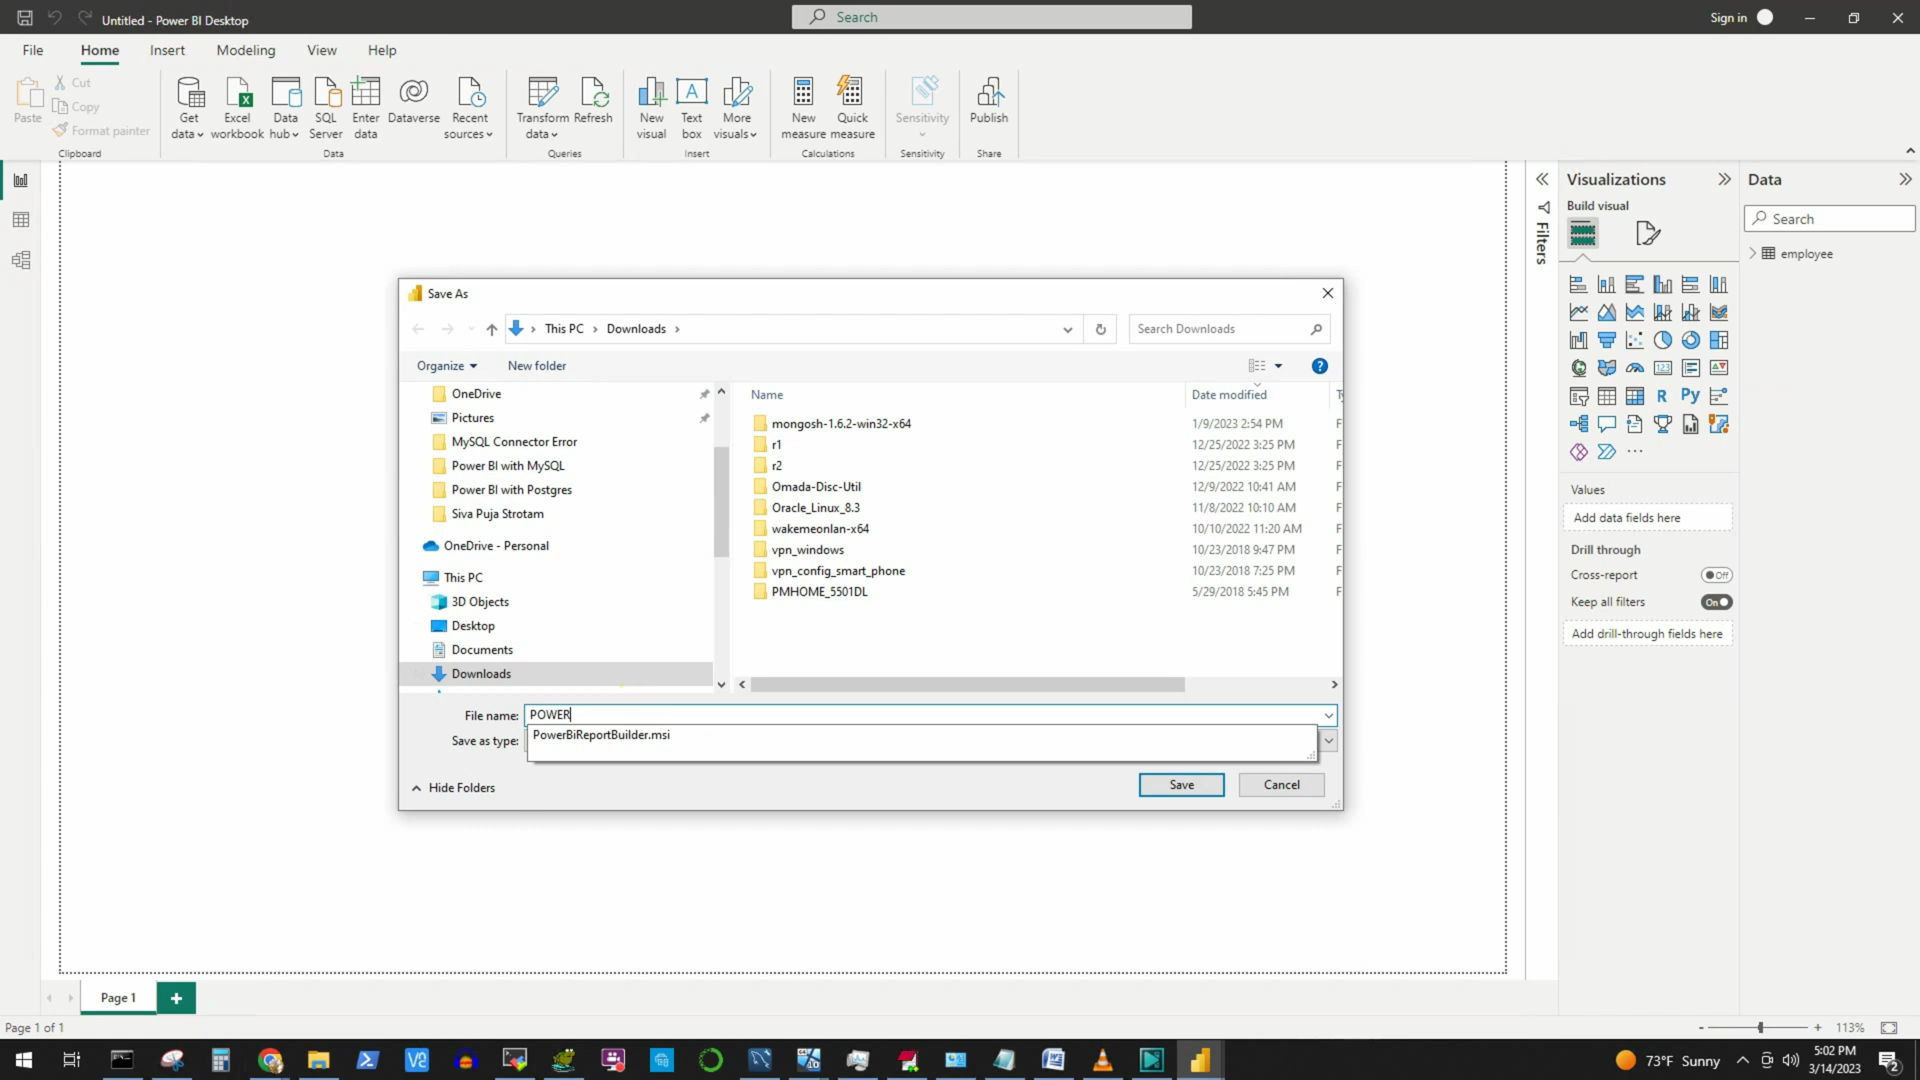 Untitled - Power BI Desktop
Search
Sign in
File
Home
Insert
Modeling
View
Help
Paste
Cut
Copy
Format painter
Clipboard
Get data
Excel workbook
Data hub
SQL Server
Enter data
Dataverse
Recent sources
Data
Transform data
Refresh
Queries
New visual
Text box
More visuals
Insert
New measure
Quick measure
Calculations
Sensitivity
Sensitivity
Publish
Share
Filters
Visualizations
Build visual
Data
Search
employee
R
Py
123
Values
Add data fields here
Drill through
Cross-report
Off
Keep all filters
On
Add drill-through fields here
Save As
This PC
Downloads
Search Downloads
Organize
New folder
OneDrive
Pictures
MySQL Connector Error
Power BI with MySQL
Power BI with Postgres
Siva Puja Strotam
OneDrive - Personal
This PC
3D Objects
Desktop
Documents
Downloads
Name
Date modified
mongosh-1.6.2-win32-x64 1/9/2023 2:54 PM F
r1 12/25/2022 3:25 PM F
r2 12/25/2022 3:25 PM F
Omada-Disc-Util 12/9/2022 10:41 AM F
Oracle_Linux_8.3 11/8/2022 10:10 AM F
wakemeonlan-x64 10/10/2022 11:20 AM F
vpn_windows 10/23/2018 9:47 PM F
vpn_config_smart_phone 10/23/2018 7:25 PM F
PMHOME_5501DL 5/29/2018 5:45 PM F
File name: POWER
PowerBiReportBuilder.msi
Save as type:
Hide Folders
Save
Cancel
Page 1
Page 1 of 1
113%
73°F Sunny
5:02 PM
3/14/2023
2